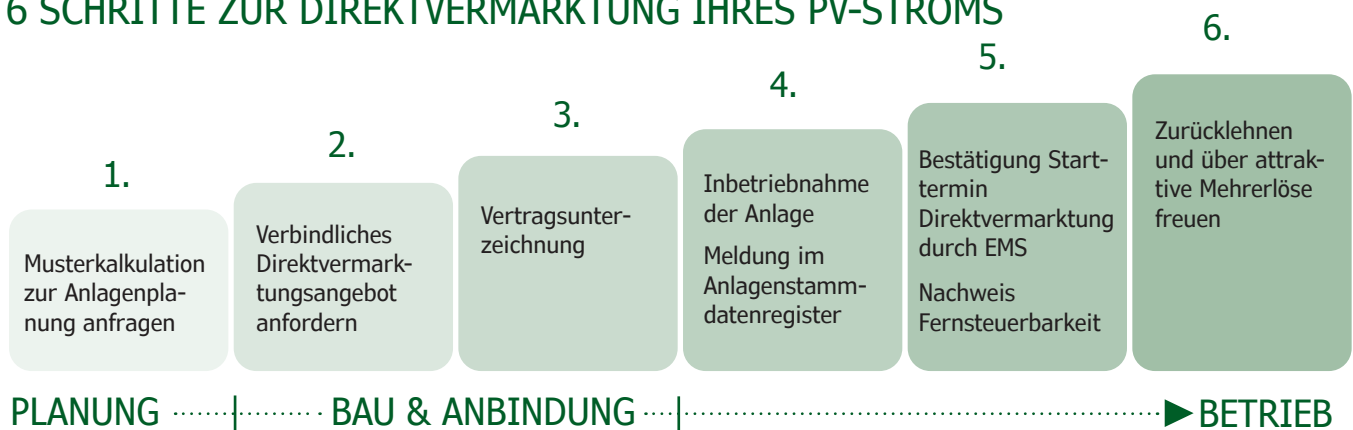 6 SCHRITTE ZUR DIREKTVERMARKTUNG IHRES PV-STROMS
1.
Musterkalkulation
zur Anlagenpla-
nung anfragen
2.
Verbindliches
Direktvermark-
tungsangebot
anfordern
3.
Vertragsunter-
zeichnung
4.
Inbetriebnahme
der Anlage
Meldung im
Anlagenstamm-
datenregister
5.
Bestätigung Start-
termin
Direktvermarktung
durch EMS
Nachweis
Fernsteuerbarkeit
6.
Zurücklehnen
und über attrak-
tive Mehrerlöse
freuen
PLANUNG BAU & ANBINDUNG BETRIEB